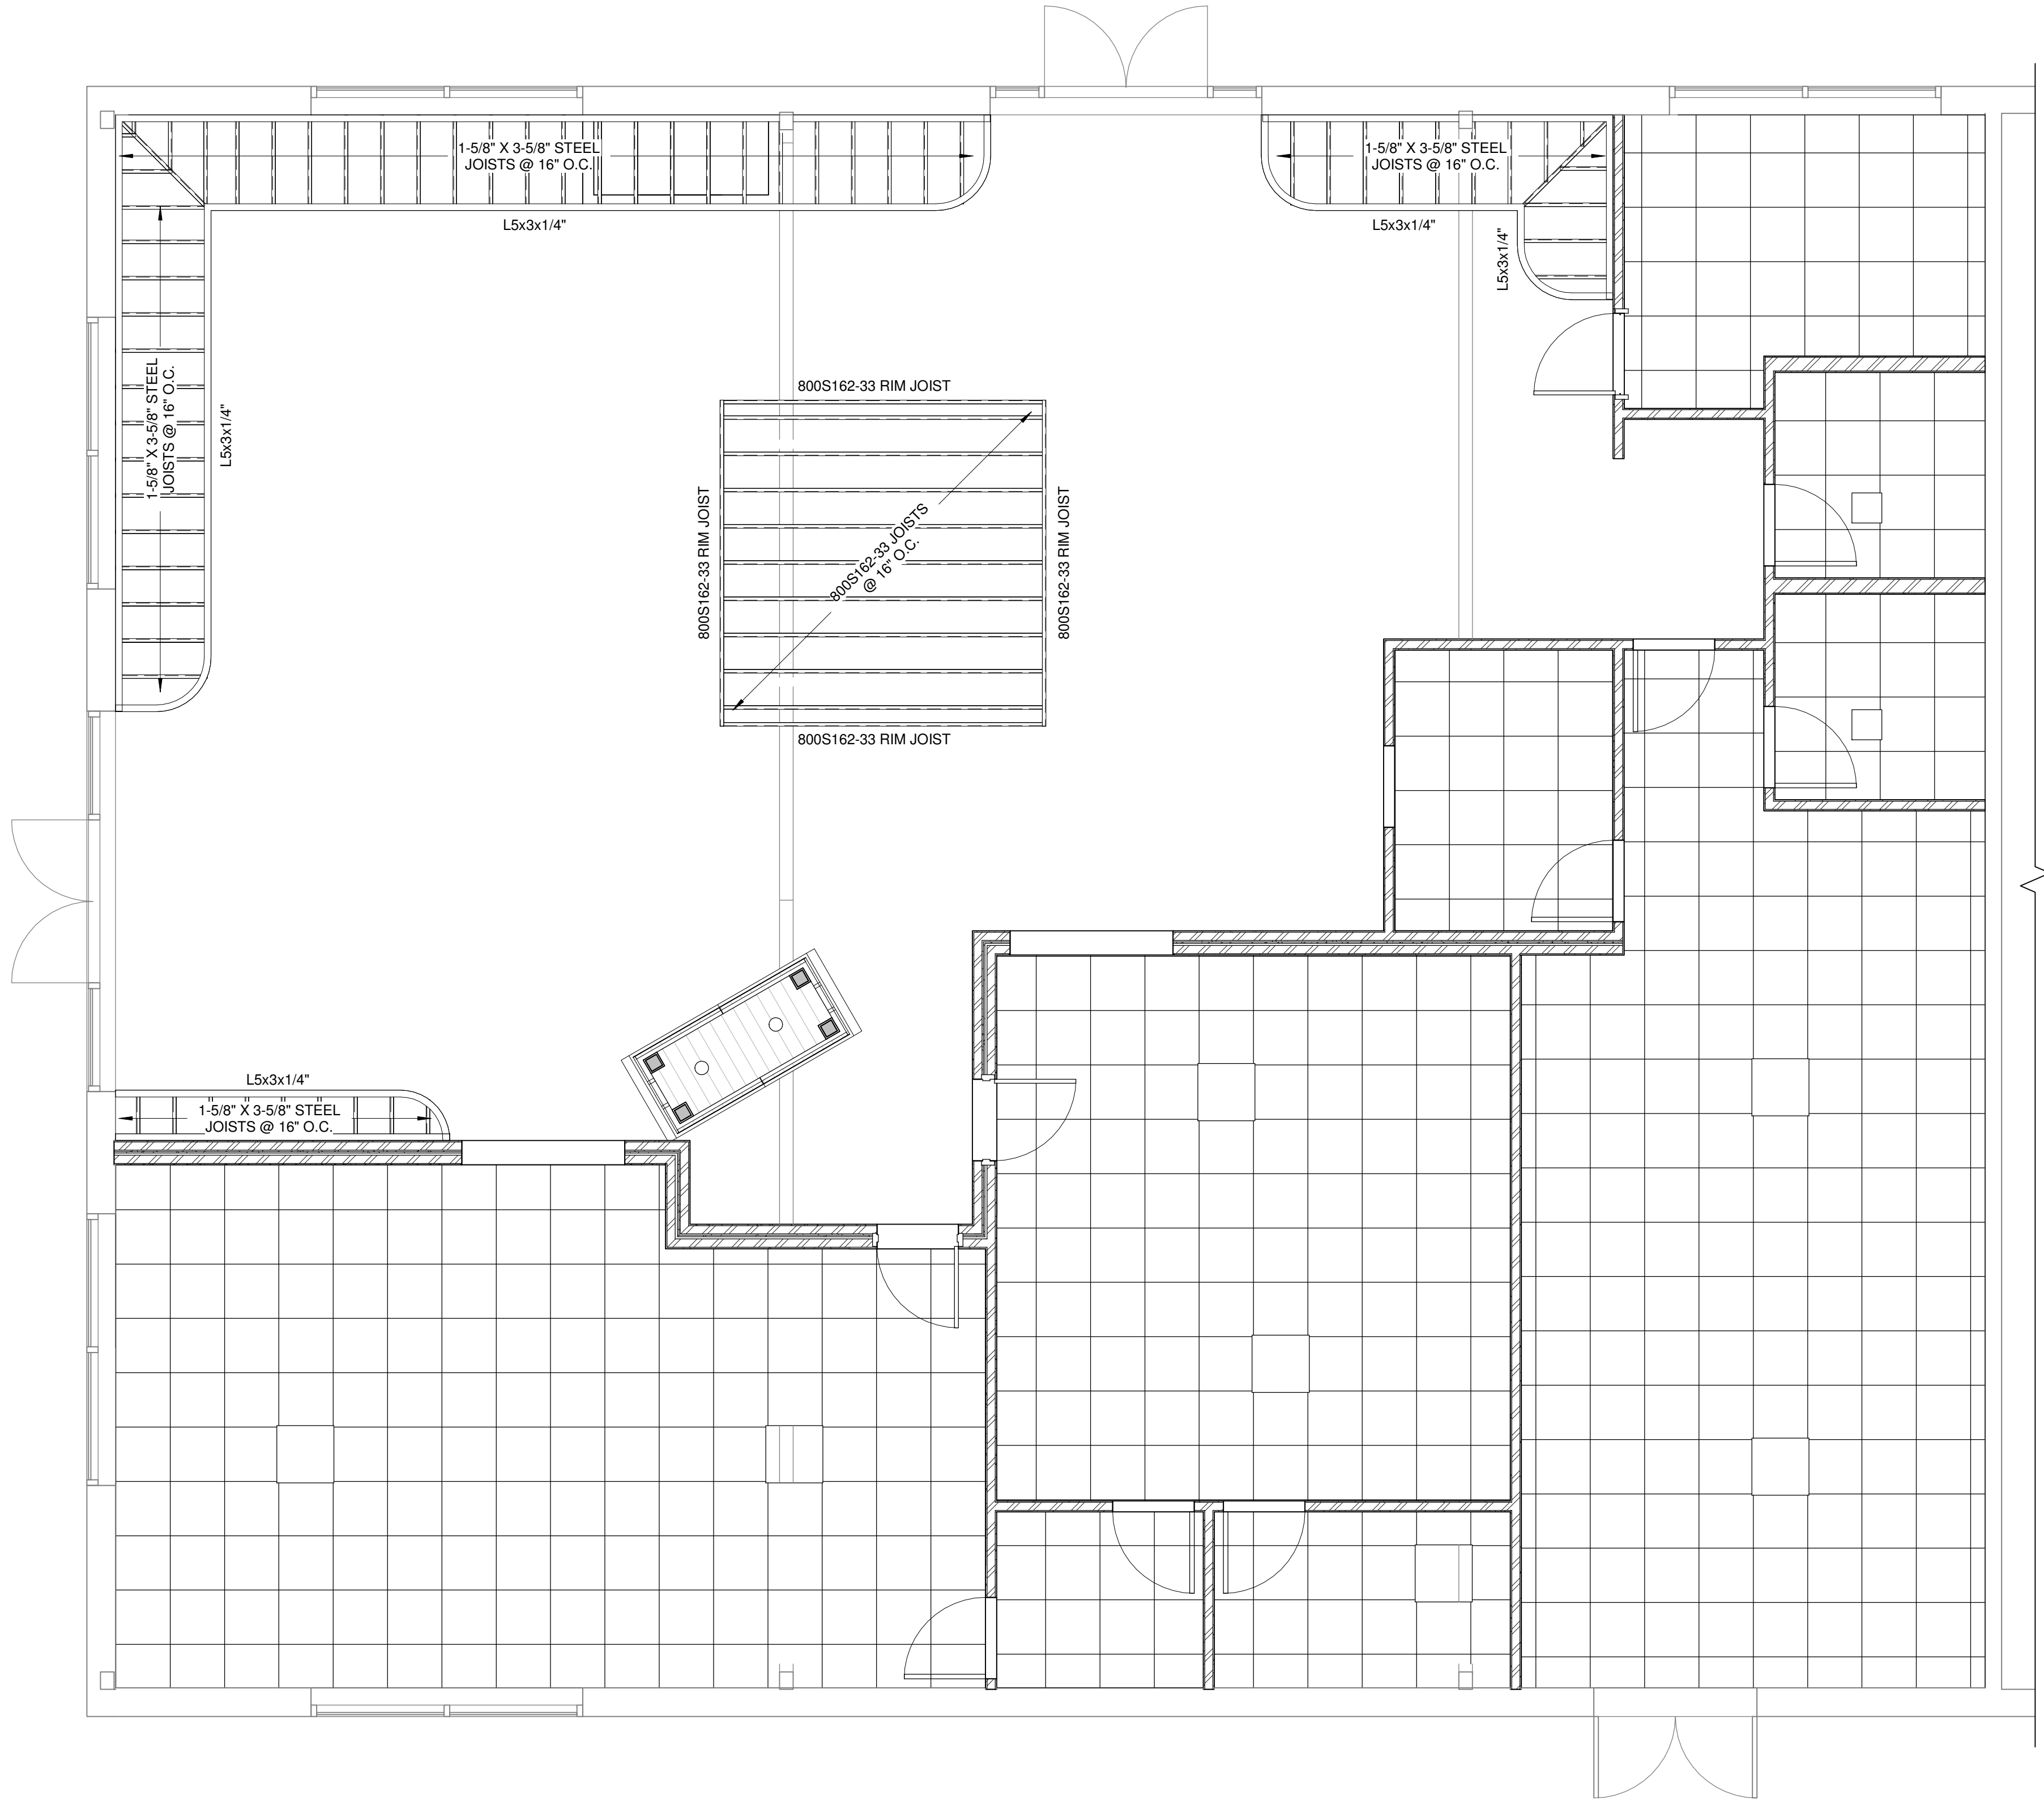 1-5/8" X 3-5/8" STEEL
JOISTS @ 16" O.C.
1-5/8" X 3-5/8" STEEL
JOISTS @ 16" O.C.
L5x3x1/4"
L5x3x1/4"
L5x3x1/4"
1-5/8" X 3-5/8" STEEL
JOISTS @ 16" O.C.
L5x3x1/4"
800S162-33 RIM JOIST
800S162-33 RIM JOIST
800S162-33 JOISTS
@ 16" O.C.
800S162-33 RIM JOIST
800S162-33 RIM JOIST
L5x3x1/4"
1-5/8" X 3-5/8" STEEL
JOISTS @ 16" O.C.